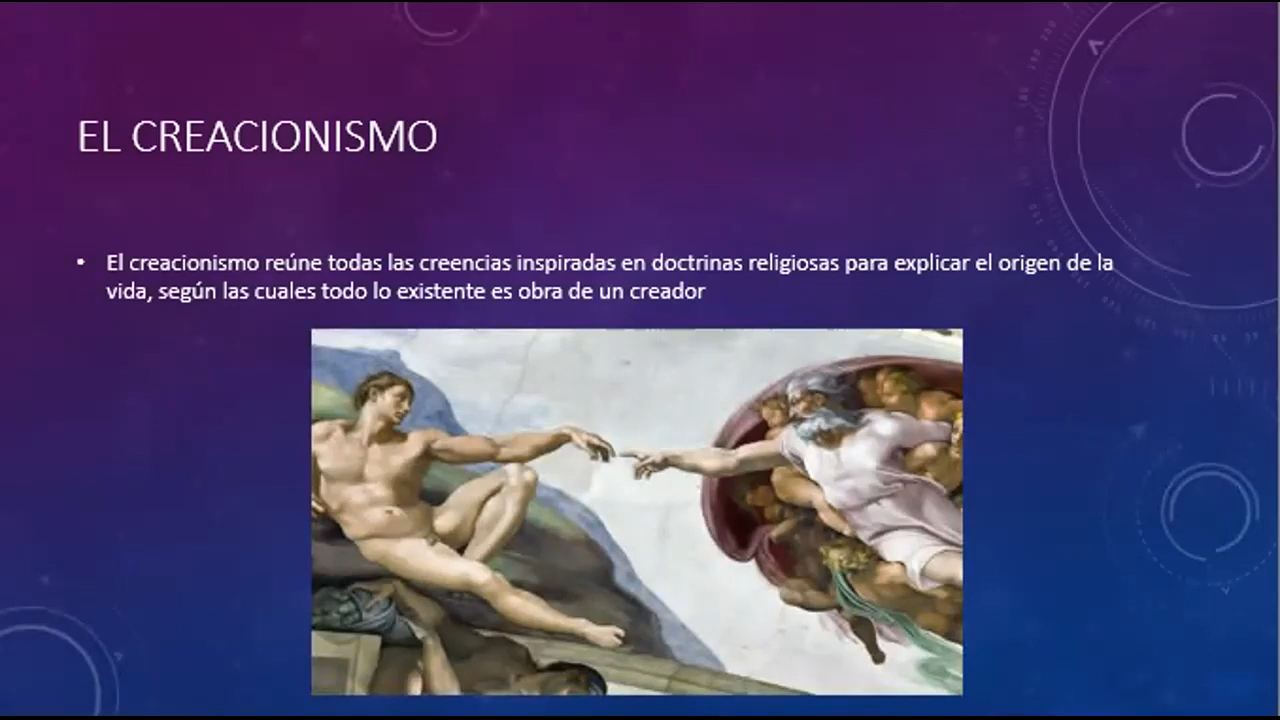 EL CREACIONISMO
• El creacionismo reúne todas las creencias inspiradas en doctrinas religiosas para explicar el origen de la
vida, según las cuales todo lo existente es obra de un creador